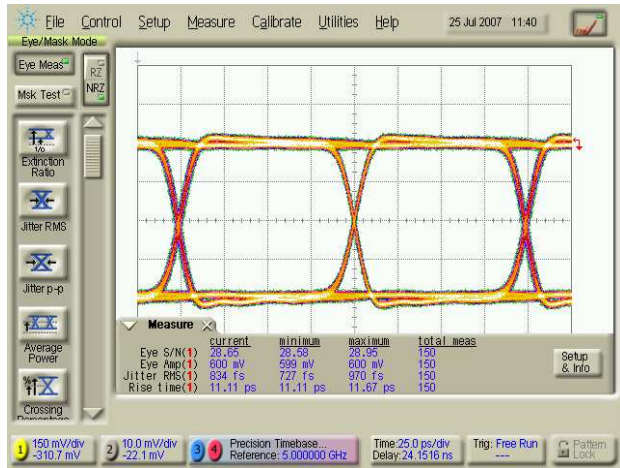 File Control Setup Measure Calibrate Utilities Help 25 Jul 2007 11:40
Eye/Mask Mode
Eye Meas
RZ
Msk Test
NRZ
1/0
Extinction
Ratio
Jitter RMS
Jitter p-p
Average
Power
%
Crossing
Percentage
Measure
current minimum maximum total meas
Eye S/N(1) 28.65 28.58 28.95 150
Eye Amp(1) 600 mV 599 mV 600 mV 150
Jitter RMS(1) 834 fs 727 fs 970 fs 150
Rise time(1) 11.11 ps 11.11 ps 11.67 ps 150
Setup
& Info
1 150 mV/div
-310.7 mV
2 10.0 mV/div
-22.1 mV
3 4 Precision Timebase...
Reference: 5.000000 GHz
Time:25.0 ps/div
Delay:24.1516 ns
Trig: Free Run
---
Pattern
Lock